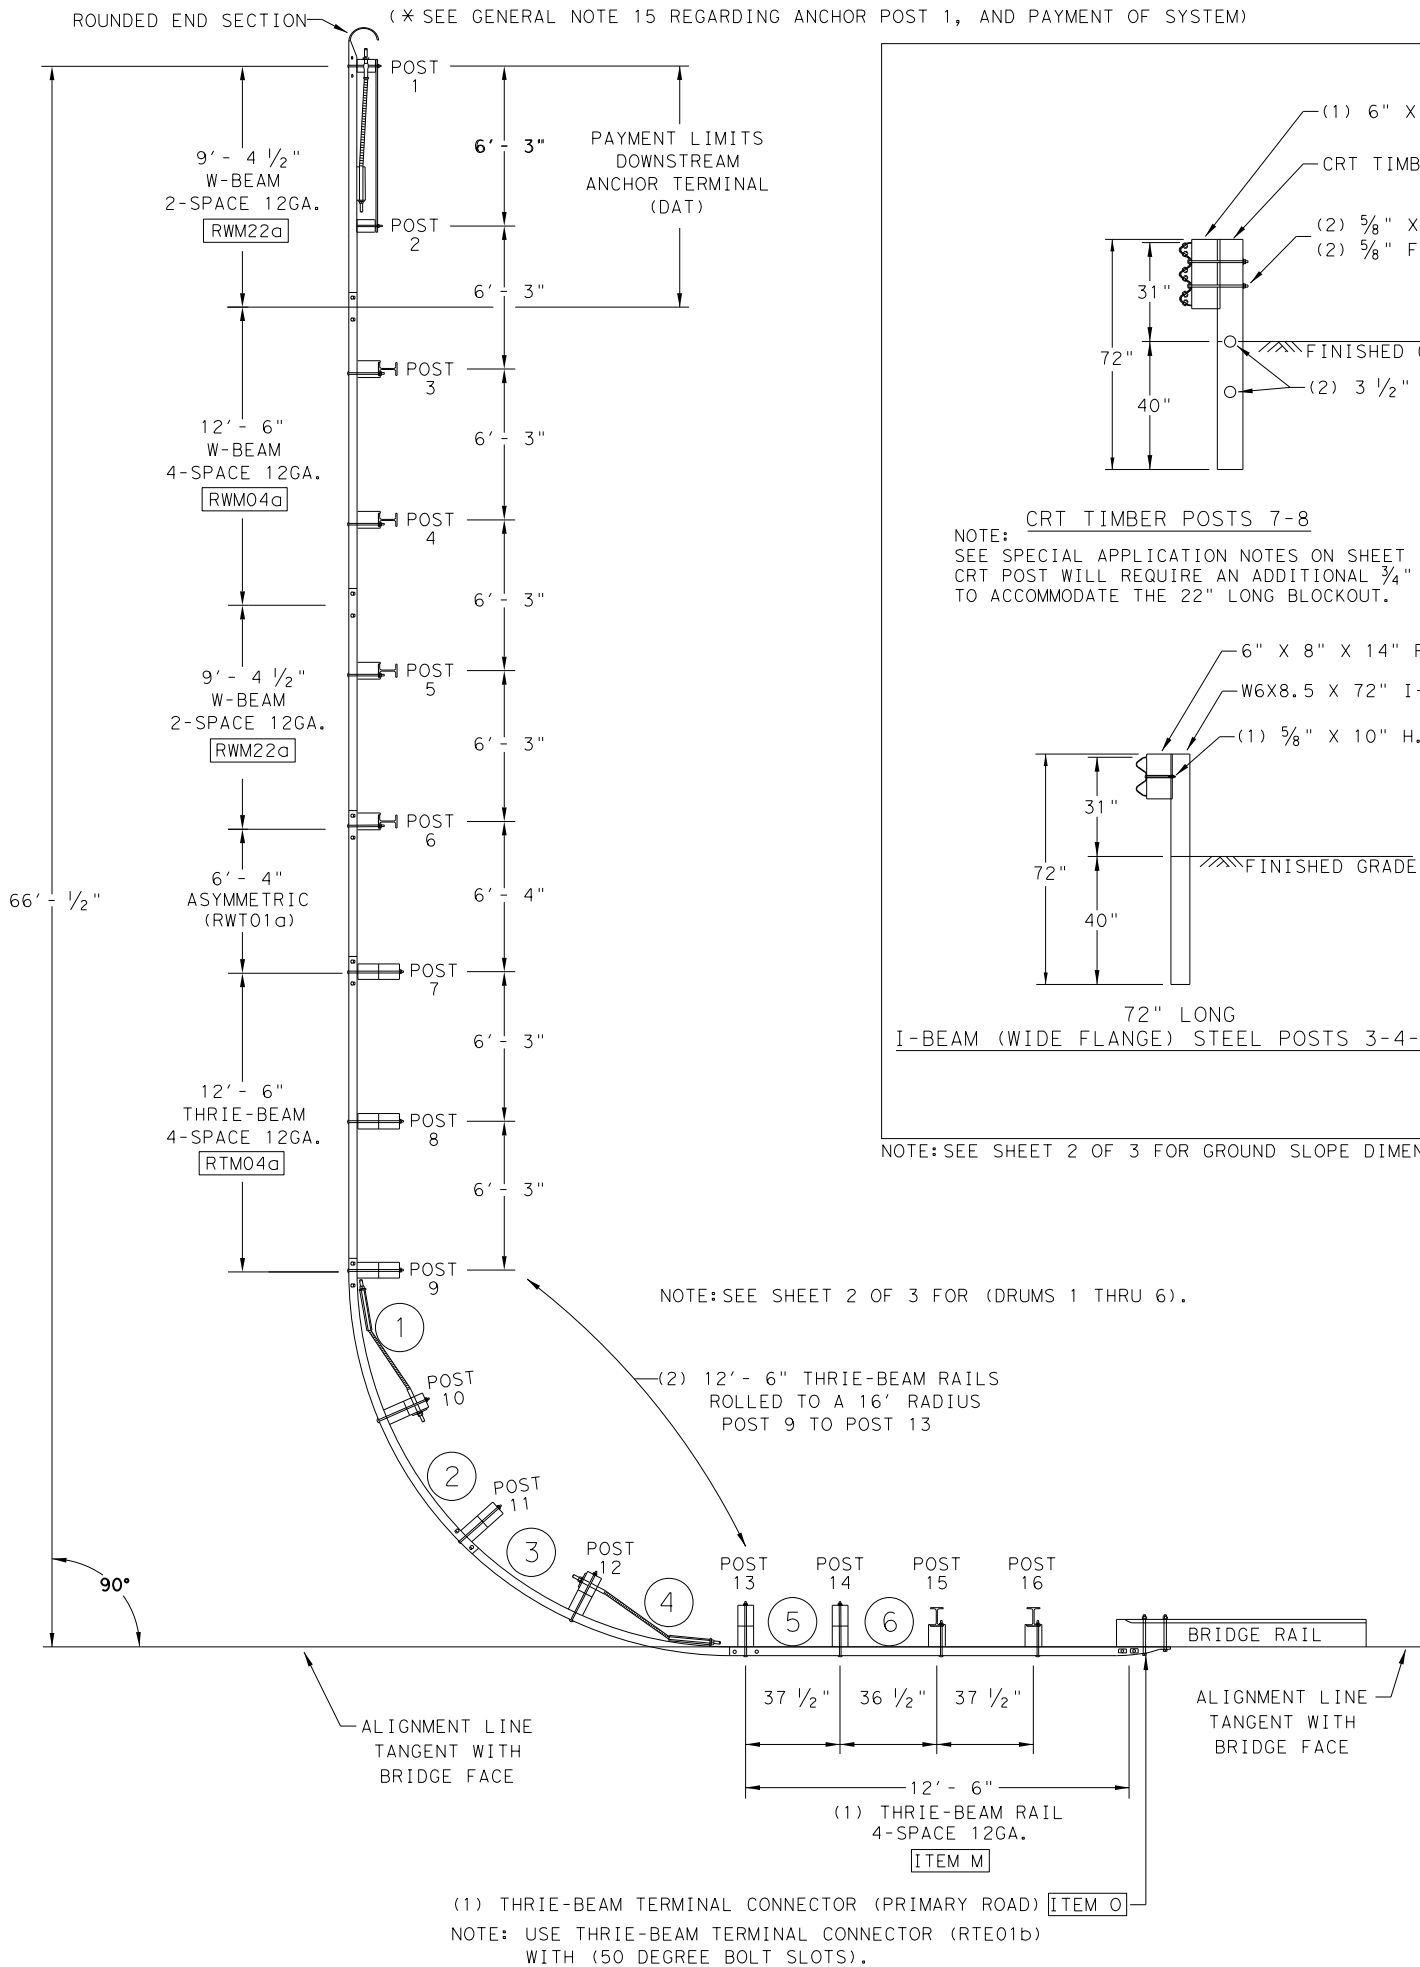 (* SEE GENERAL NOTE 15 REGARDING ANCHOR POST 1, AND PAYMENT OF SYSTEM)
ROUNDED END SECTION
POST
1
6'- 3"
PAYMENT LIMITS
DOWNSTREAM
ANCHOR TERMINAL
(DAT)
9'- 4 1/2"
W-BEAM
2-SPACE 12GA.
RWM22a
POST
2
6'- 3"
POST
3
12'- 6"
W-BEAM
4-SPACE 12GA.
RWM04a
6'- 3"
POST
4
6'- 3"
9'- 4 1/2"
W-BEAM
2-SPACE 12GA.
RWM22a
POST
5
6'- 3"
POST
6
66'- 1/2"
6'- 4"
ASYMMETRIC
(RWT01a)
6'- 4"
POST
7
6'- 3"
12'- 6"
THRIE-BEAM
4-SPACE 12GA.
RTM04a
POST
8
6'- 3"
POST
9
(1) 6" X
CRT TIMB
(2) 5/8" X
(2) 5/8" F
31"
72"
FINISHED
(2) 3 1/2"
40"
CRT TIMBER POSTS 7-8
NOTE:
SEE SPECIAL APPLICATION NOTES ON SHEET
CRT POST WILL REQUIRE AN ADDITIONAL 3/4"
TO ACCOMMODATE THE 22" LONG BLOCKOUT.
6" X 8" X 14"
W6X8.5 X 72" I-
(1) 5/8" X 10" H.
31"
72"
FINISHED GRADE
40"
72" LONG
I-BEAM (WIDE FLANGE) STEEL POSTS 3-4-
NOTE: SEE SHEET 2 OF 3 FOR GROUND SLOPE DIMEN
NOTE: SEE SHEET 2 OF 3 FOR (DRUMS 1 THRU 6).
1
POST
10
(2) 12'- 6" THRIE-BEAM RAILS
ROLLED TO A 16' RADIUS
POST 9 TO POST 13
2
POST
11
3
POST
12
4
POST
13
5
POST
14
6
POST
15
POST
16
90°
BRIDGE RAIL
37 1/2"
36 1/2"
37 1/2"
ALIGNMENT LINE
TANGENT WITH
BRIDGE FACE
ALIGNMENT LINE
TANGENT WITH
BRIDGE FACE
12'- 6"
(1) THRIE-BEAM RAIL
4-SPACE 12GA.
ITEM M
(1) THRIE-BEAM TERMINAL CONNECTOR (PRIMARY ROAD) ITEM O
NOTE: USE THRIE-BEAM TERMINAL CONNECTOR (RTE01b)
WITH (50 DEGREE BOLT SLOTS).